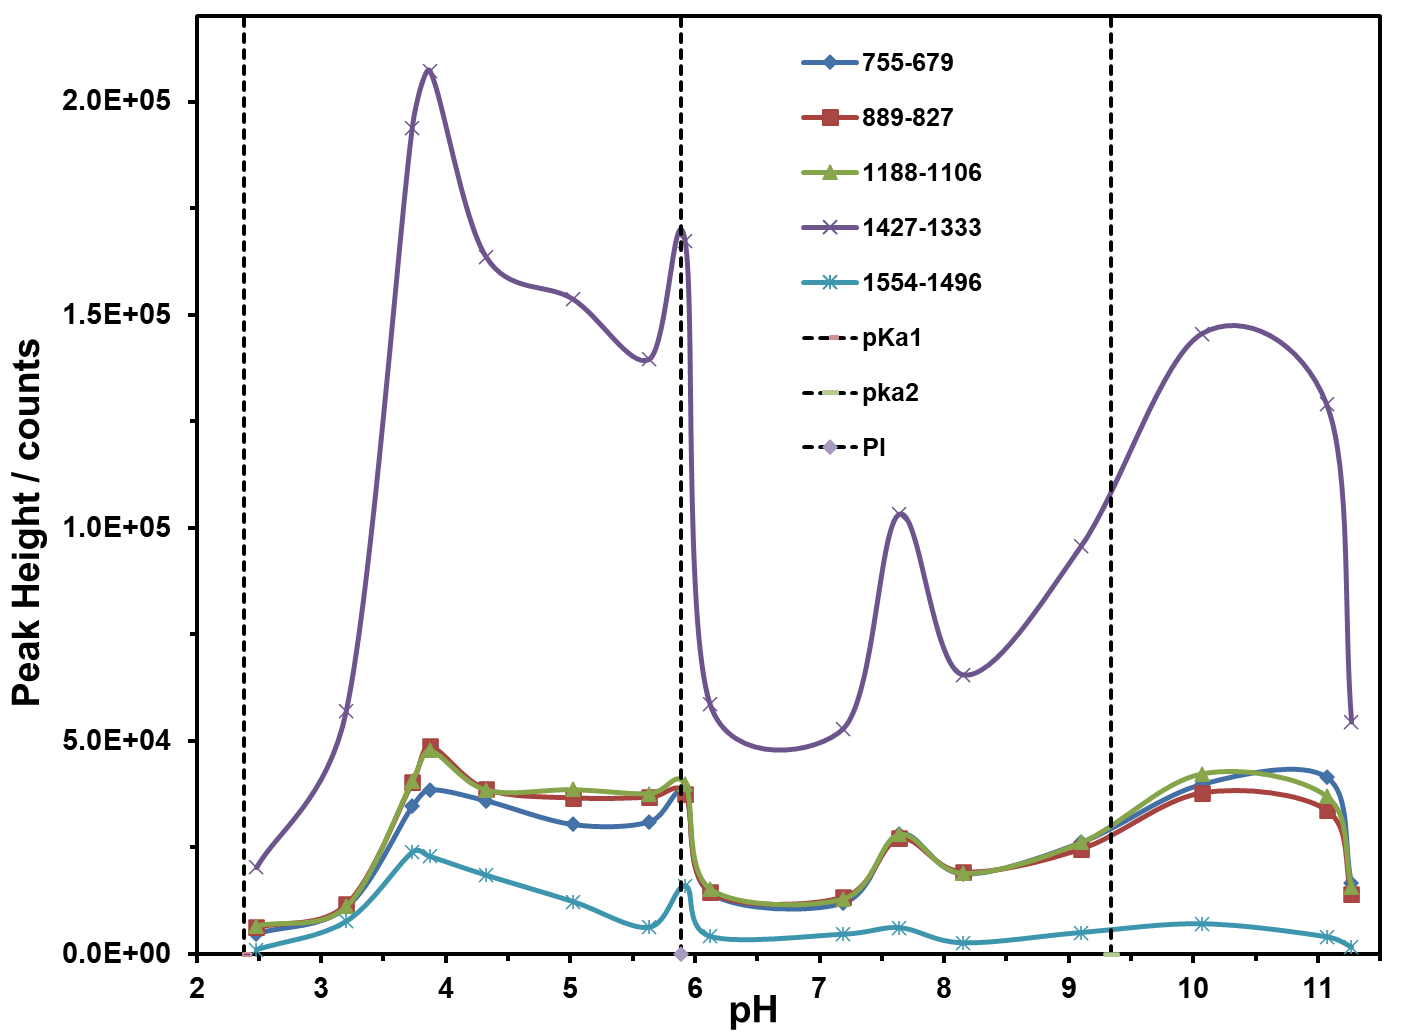 2.0E+05
1.5E+05
1.0E+05
5.0E+04
0.0E+00
Peak Height / counts
755-679
889-827
1188-1106
1427-1333
1554-1496
pKa1
pka2
PI
2 3 4 5 6 7 8 9 10 11
pH